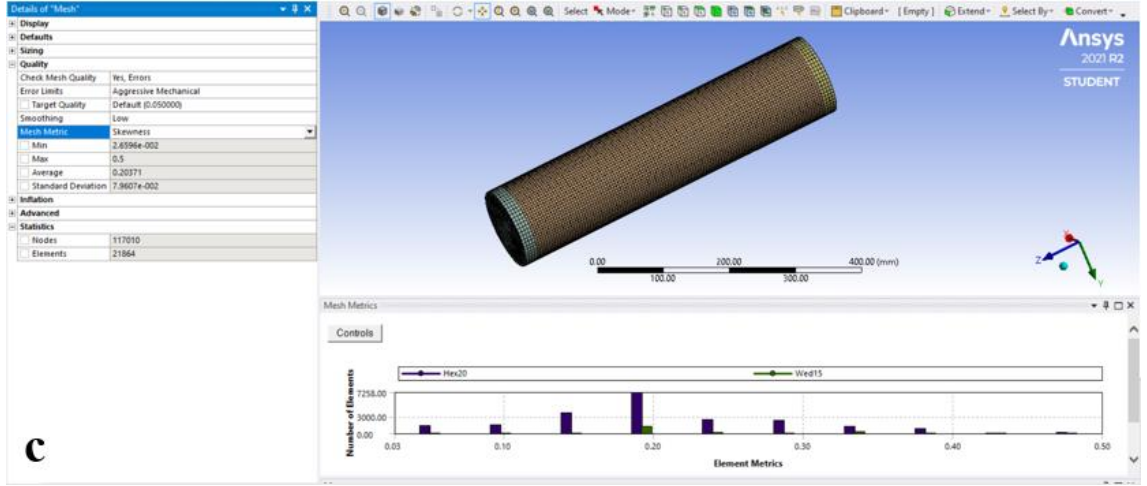 Details of "Mesh"
Display
Defaults
Sizing
Quality
Check Mesh Quality Yes, Errors
Error Limits Aggressive Mechanical
Target Quality Default (0.050000)
Smoothing Low
Mesh Metric Skewness
Min 2.6596e-002
Max 0.5
Average 0.20371
Standard Deviation 7.9607e-002
Inflation
Advanced
Statistics
Nodes 117010
Elements 21864
Select Mode Clipboard [Empty] Extend Select By Convert
Ansys
2021 R2
STUDENT
0.00 200.00 400.00 (mm)
100.00 300.00
Z
Y
Mesh Metrics
Controls
Hex20 Wed15
Number of Elements
7258.00
3000.00
0.00
0.03 0.10 0.20 0.30 0.40 0.50
Element Metrics
c